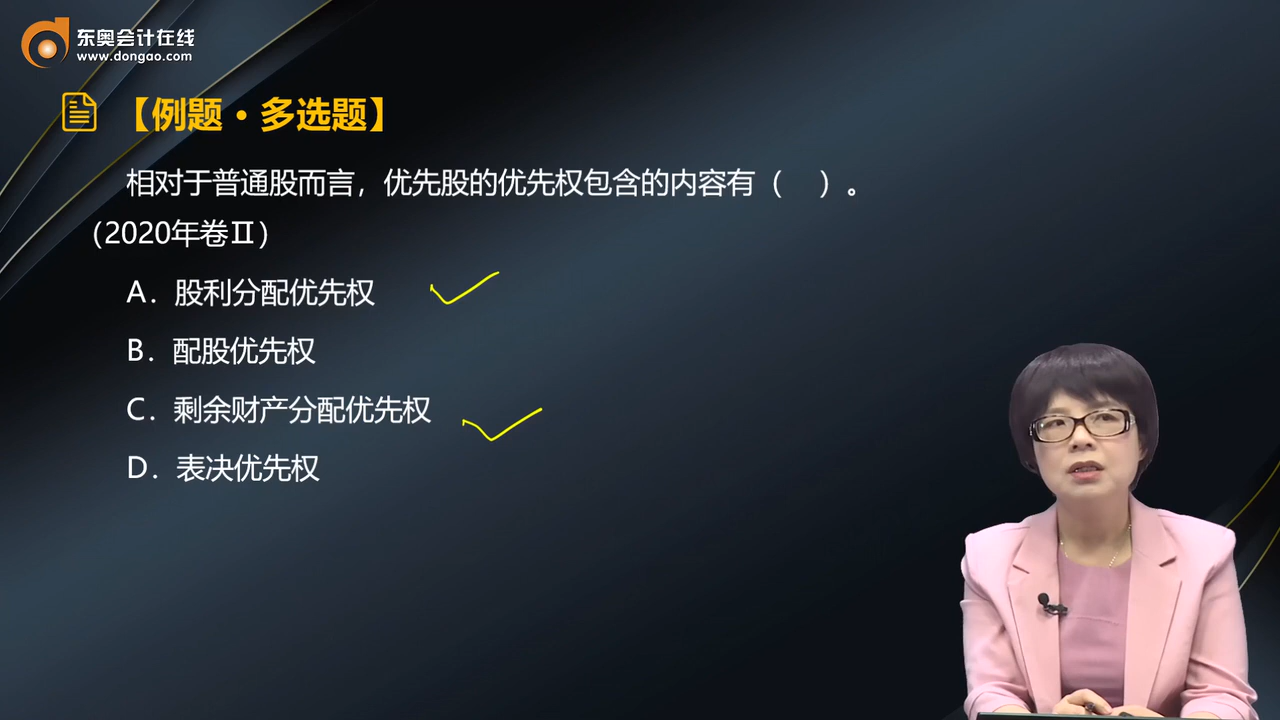 东奥会计在线
www.dongao.com
【例题·多选题】
相对于普通股而言，优先股的优先权包含的内容有（ ）。
（2020年卷Ⅱ）
A．股利分配优先权
B．配股优先权
C．剩余财产分配优先权
D．表决优先权